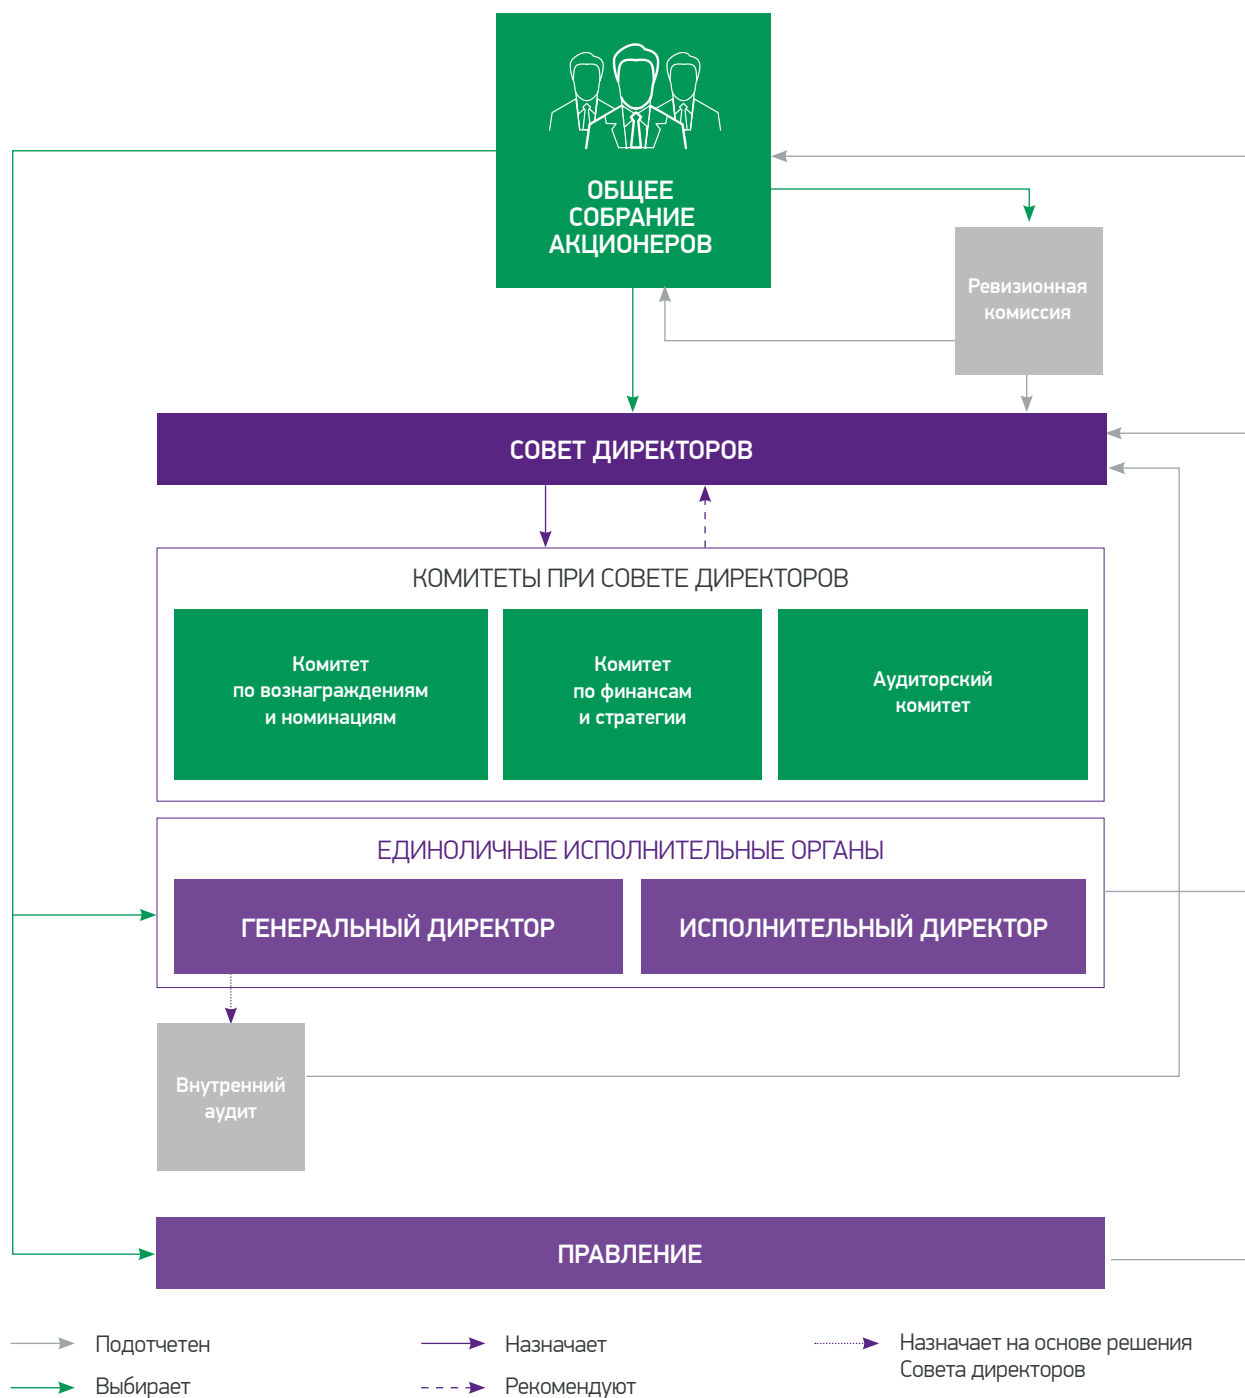 ОБЩЕЕ
СОБРАНИЕ
АКЦИОНЕРОВ
Ревизионная
комиссия
СОВЕТ ДИРЕКТОРОВ
КОМИТЕТЫ ПРИ СОВЕТЕ ДИРЕКТОРОВ
Комитет
по вознаграждениям
и номинациям
Комитет
по финансам
и стратегии
Аудиторский
комитет
ЕДИНОЛИЧНЫЕ ИСПОЛНИТЕЛЬНЫЕ ОРГАНЫ
ГЕНЕРАЛЬНЫЙ ДИРЕКТОР
ИСПОЛНИТЕЛЬНЫЙ ДИРЕКТОР
Внутренний
аудит
ПРАВЛЕНИЕ
Подотчетен
Выбирает
Назначает
Рекомендуют
Назначает на основе решения
Совета директоров